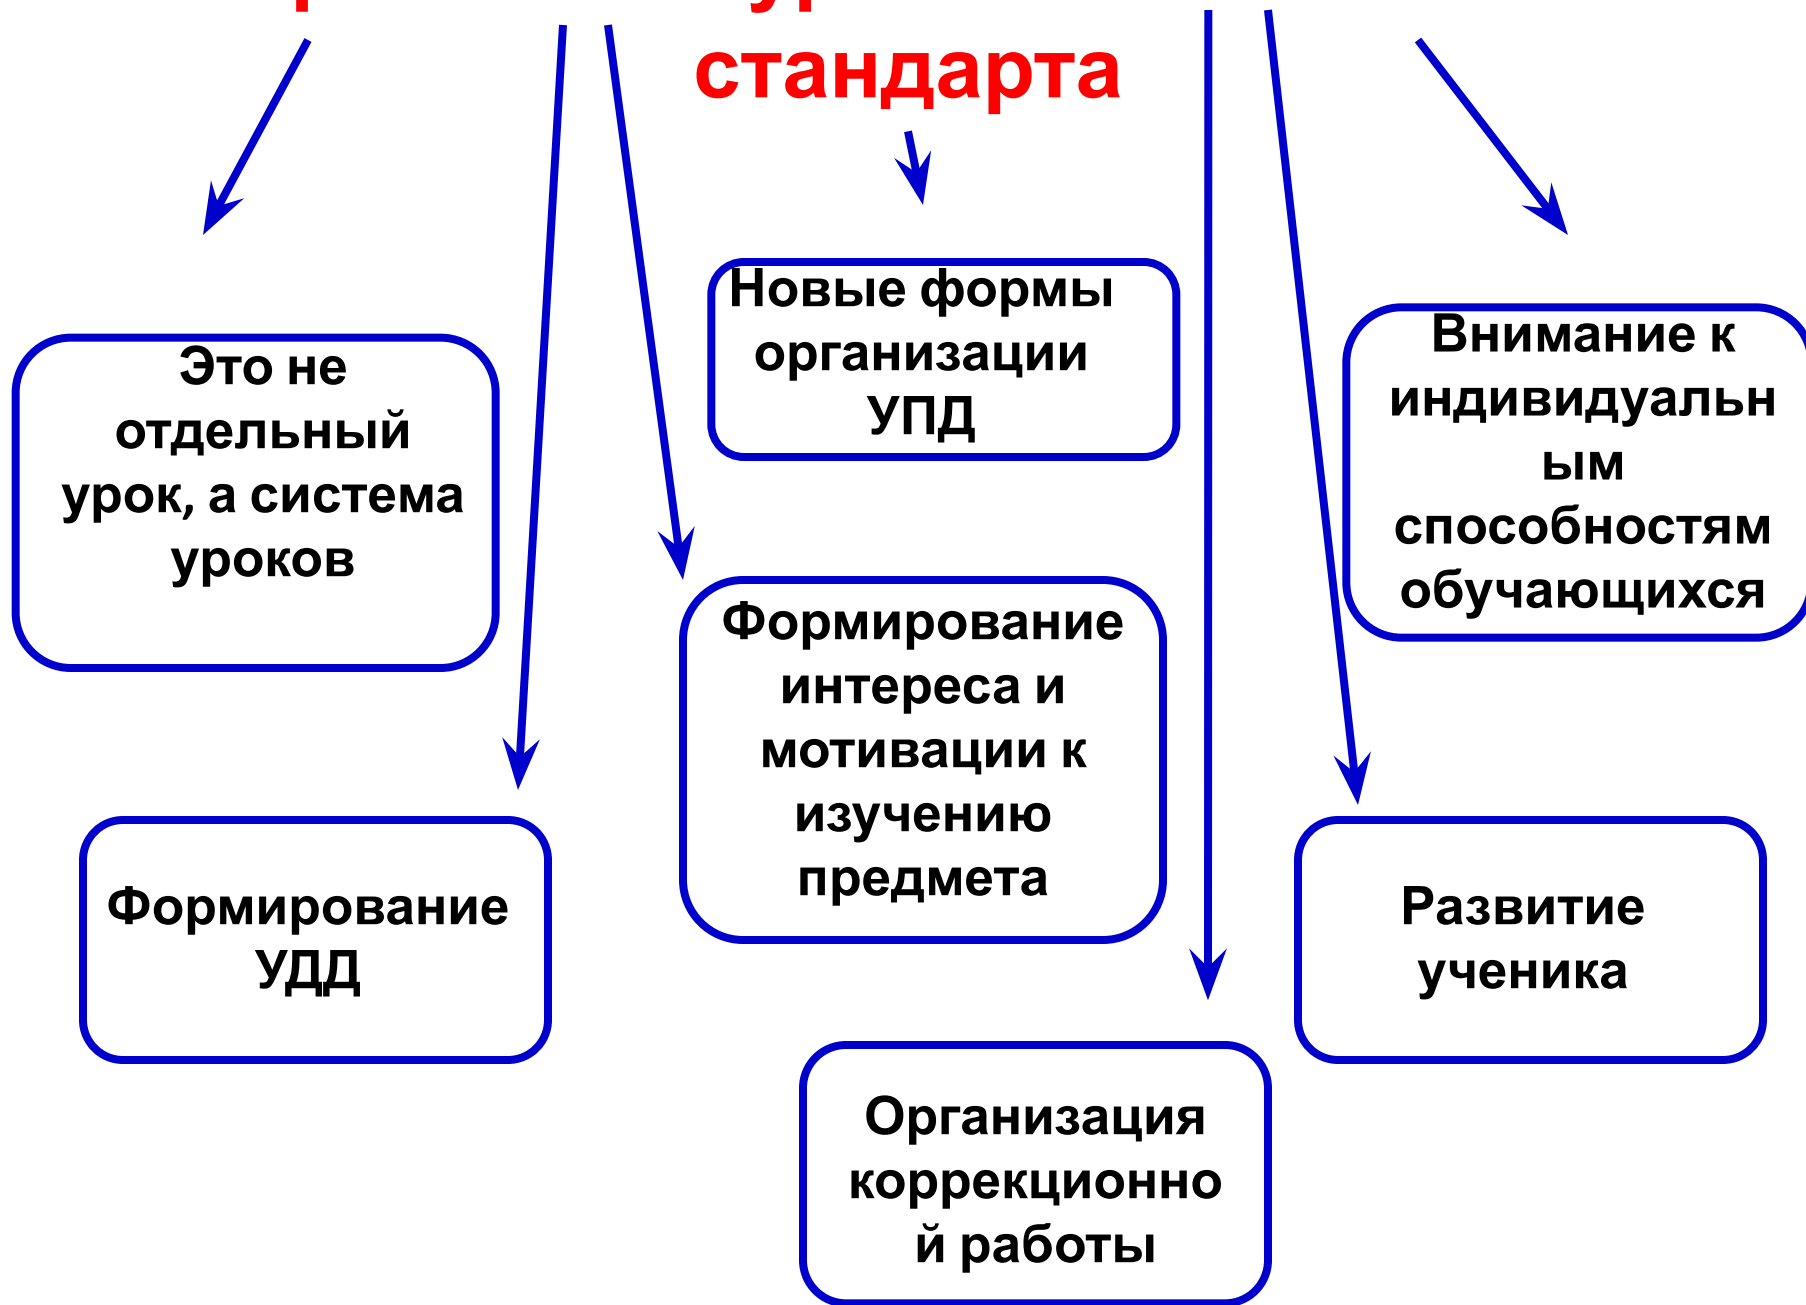 стандарта
Новые формы
организации
УПД
Внимание к
индивидуальн
ым
способностям
обучающихся
Это не
отдельный
урок, а система
уроков
Формирование
интереса и
мотивации к
изучению
предмета
Формирование
УДД
Развитие
ученика
Организация
коррекционно
й работы